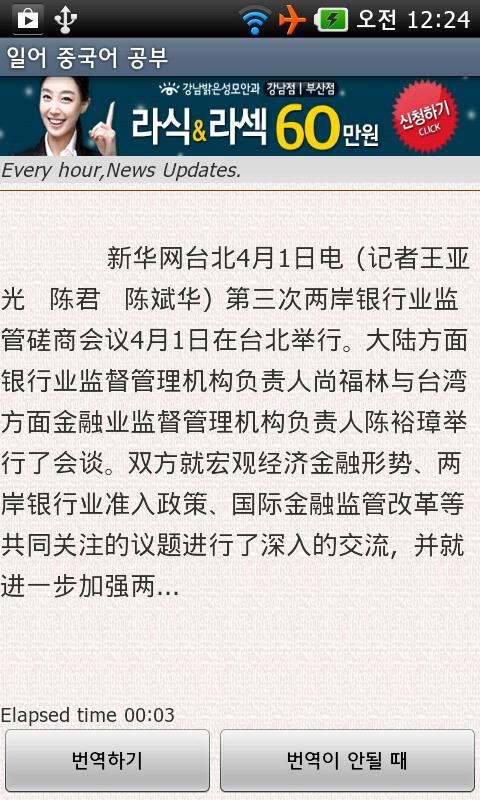 오전 12:24
일어 중국어 공부
강남밝은성모안과 강남점 | 부산점
라식&라섹 60만원
신청하기
CLICK
Every hour,News Updates.
新华网台北4月1日电（记者王亚
光 陈君 陈斌华）第三次两岸银行业监
管磋商会议4月1日在台北举行。大陆方面
银行业监督管理机构负责人尚福林与台湾
方面金融业监督管理机构负责人陈裕璋举
行了会谈。双方就宏观经济金融形势、两
岸银行业准入政策、国际金融监管改革等
共同关注的议题进行了深入的交流，并就
进一步加强两...
Elapsed time 00:03
번역하기
번역이 안될 때